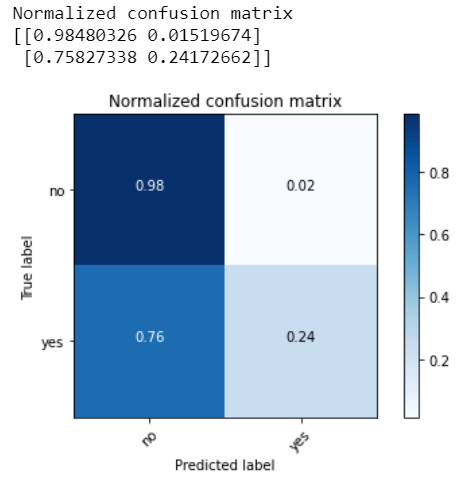 Normalized confusion matrix
[[0.98480326 0.01519674]
 [0.75827338 0.24172662]]
Normalized confusion matrix
no
0.98
0.02
0.8
0.6
True label
0.4
yes
0.76
0.24
0.2
no
yes
Predicted label